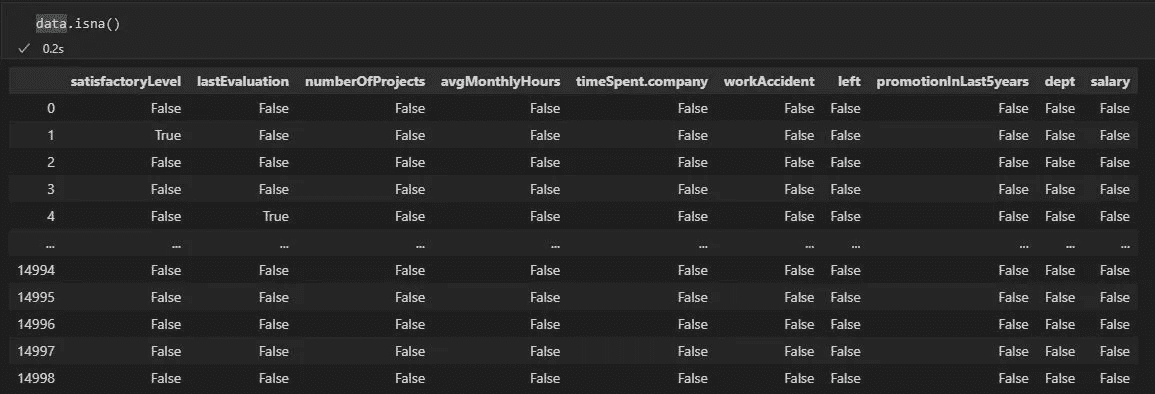 data.isna()
0.2s
satisfactoryLevel lastEvaluation numberOfProjects avgMonthlyHours timeSpent.company workAccident left promotionInLast5years dept salary
0 False False False False False False False False False False
1 True False False False False False False False False False
2 False False False False False False False False False False
3 False False False False False False False False False False
4 False True False False False False False False False False
... ... ... ... ... ... ... ... ... ... ...
14994 False False False False False False False False False False
14995 False False False False False False False False False False
14996 False False False False False False False False False False
14997 False False False False False False False False False False
14998 False False False False False False False False False False